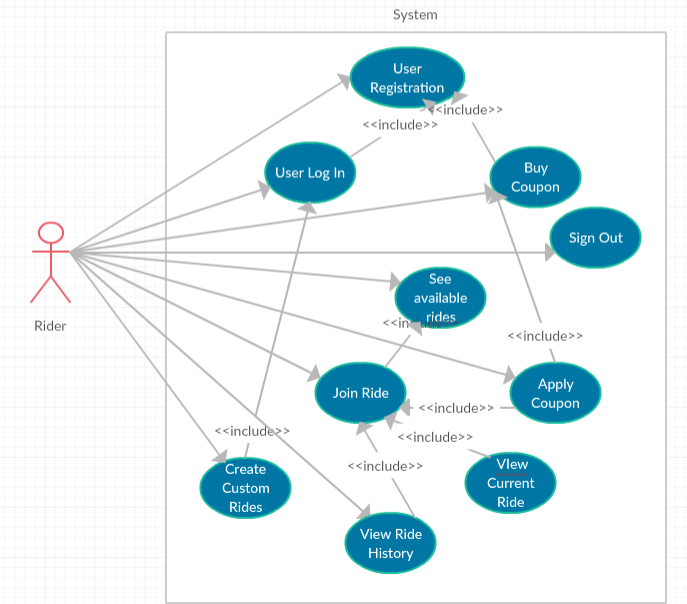 System
User
Registration
<<include>>
<<include>>
User Log In
Buy
Coupon
Sign Out
See
available
rides
<<include>>
Rider
<<include>>
Join Ride
Apply
Coupon
<<include>>
<<include>>
<<include>>
<<include>>
Create
Custom
Rides
VIew
Current
Ride
View Ride
History